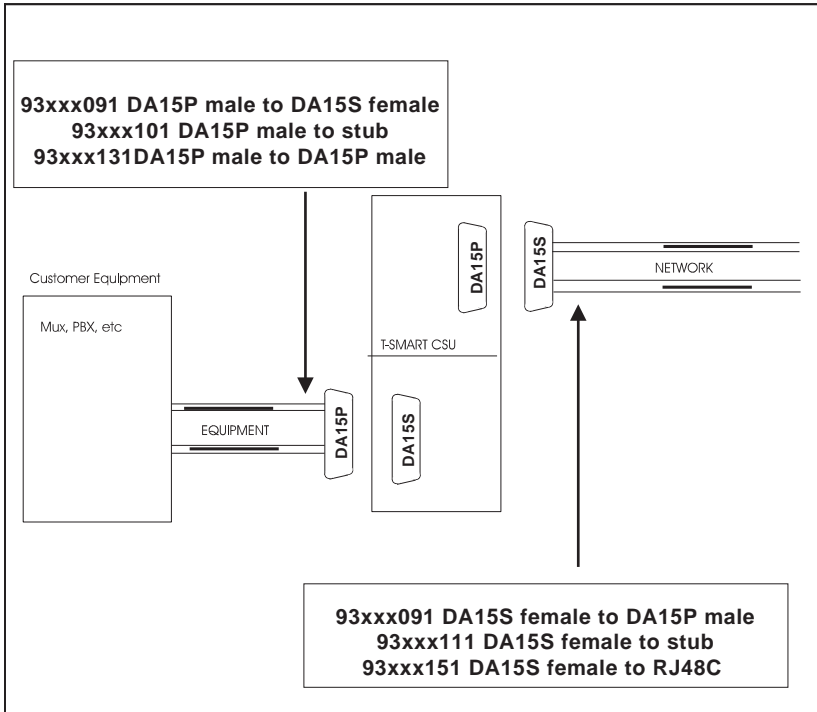 93xxx091 DA15P male to DA15S female
93xxx101 DA15P male to stub
93xxx131DA15P male to DA15P male
DA15P
DA15S
NETWORK
Customer Equipment
Mux, PBX, etc
T-SMART CSU
EQUIPMENT
DA15P
DA15S
93xxx091 DA15S female to DA15P male
93xxx111 DA15S female to stub
93xxx151 DA15S female to RJ48C